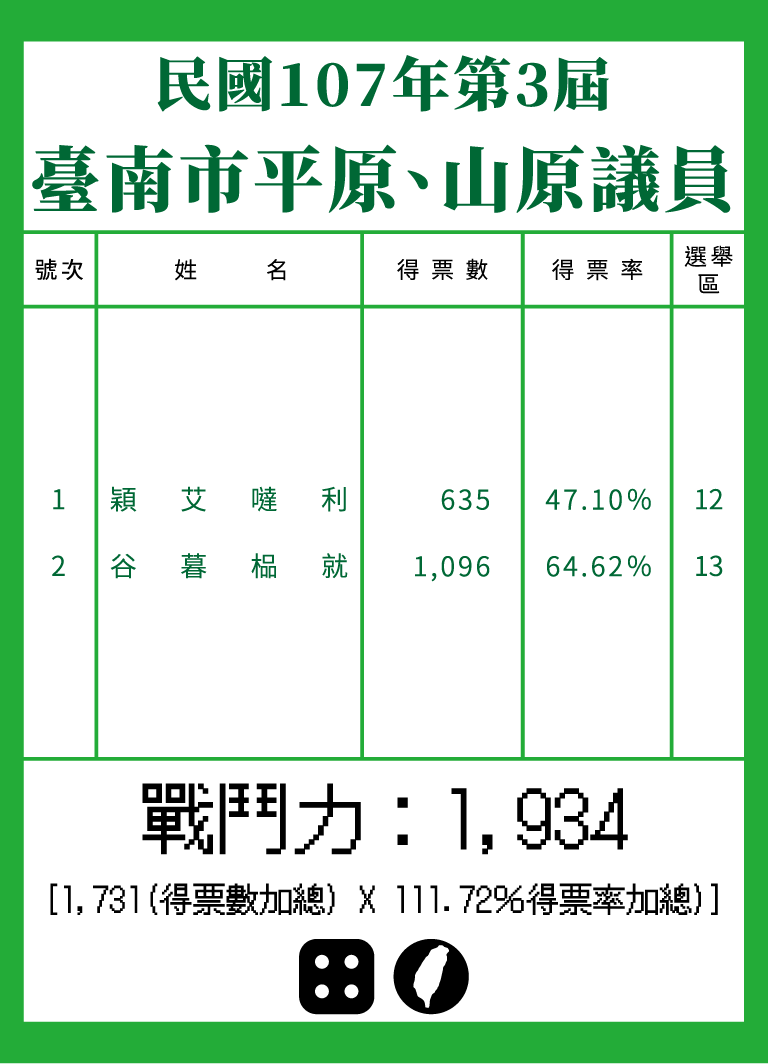 民國107年第3屆
臺南市平原、山原議員
號次 姓名 得票數 得票率 選舉區
1 穎艾噠利 635 47.10% 12
2 谷暮榀就 1,096 64.62% 13
戰鬥力：1,934
[1,731(得票數加總) X 111.72%得票率加總)]